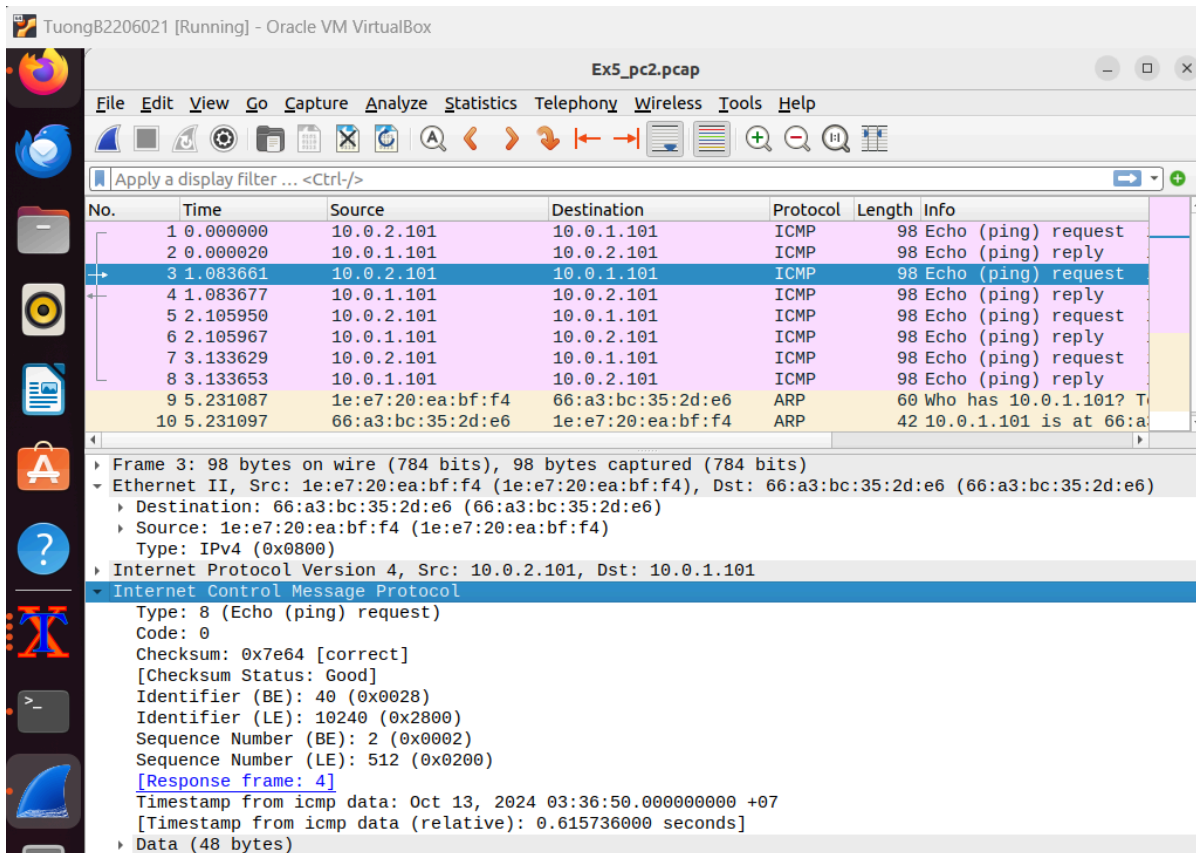 TuongB2206021 [Running] - Oracle VM VirtualBox
Ex5_pc2.pcap
File Edit View Go Capture Analyze Statistics Telephony Wireless Tools Help
Apply a display filter … <Ctrl-/>
No. Time Source Destination Protocol Length Info
1 0.000000 10.0.2.101 10.0.1.101 ICMP 98 Echo (ping) request
2 0.000020 10.0.1.101 10.0.2.101 ICMP 98 Echo (ping) reply
3 1.083661 10.0.2.101 10.0.1.101 ICMP 98 Echo (ping) request
4 1.083677 10.0.1.101 10.0.2.101 ICMP 98 Echo (ping) reply
5 2.105950 10.0.2.101 10.0.1.101 ICMP 98 Echo (ping) request
6 2.105967 10.0.1.101 10.0.2.101 ICMP 98 Echo (ping) reply
7 3.133629 10.0.2.101 10.0.1.101 ICMP 98 Echo (ping) request
8 3.133653 10.0.1.101 10.0.2.101 ICMP 98 Echo (ping) reply
9 5.231087 1e:e7:20:ea:bf:f4 66:a3:bc:35:2d:e6 ARP 60 Who has 10.0.1.101?
10 5.231097 66:a3:bc:35:2d:e6 1e:e7:20:ea:bf:f4 ARP 42 10.0.1.101 is at 66:a
Frame 3: 98 bytes on wire (784 bits), 98 bytes captured (784 bits)
Ethernet II, Src: 1e:e7:20:ea:bf:f4 (1e:e7:20:ea:bf:f4), Dst: 66:a3:bc:35:2d:e6 (66:a3:bc:35:2d:e6)
Destination: 66:a3:bc:35:2d:e6 (66:a3:bc:35:2d:e6)
Source: 1e:e7:20:ea:bf:f4 (1e:e7:20:ea:bf:f4)
Type: IPv4 (0x0800)
Internet Protocol Version 4, Src: 10.0.2.101, Dst: 10.0.1.101
Internet Control Message Protocol
Type: 8 (Echo (ping) request)
Code: 0
Checksum: 0x7e64 [correct]
[Checksum Status: Good]
Identifier (BE): 40 (0x0028)
Identifier (LE): 10240 (0x2800)
Sequence Number (BE): 2 (0x0002)
Sequence Number (LE): 512 (0x0200)
[Response frame: 4]
Timestamp from icmp data: Oct 13, 2024 03:36:50.000000000 +07
[Timestamp from icmp data (relative): 0.615736000 seconds]
Data (48 bytes)